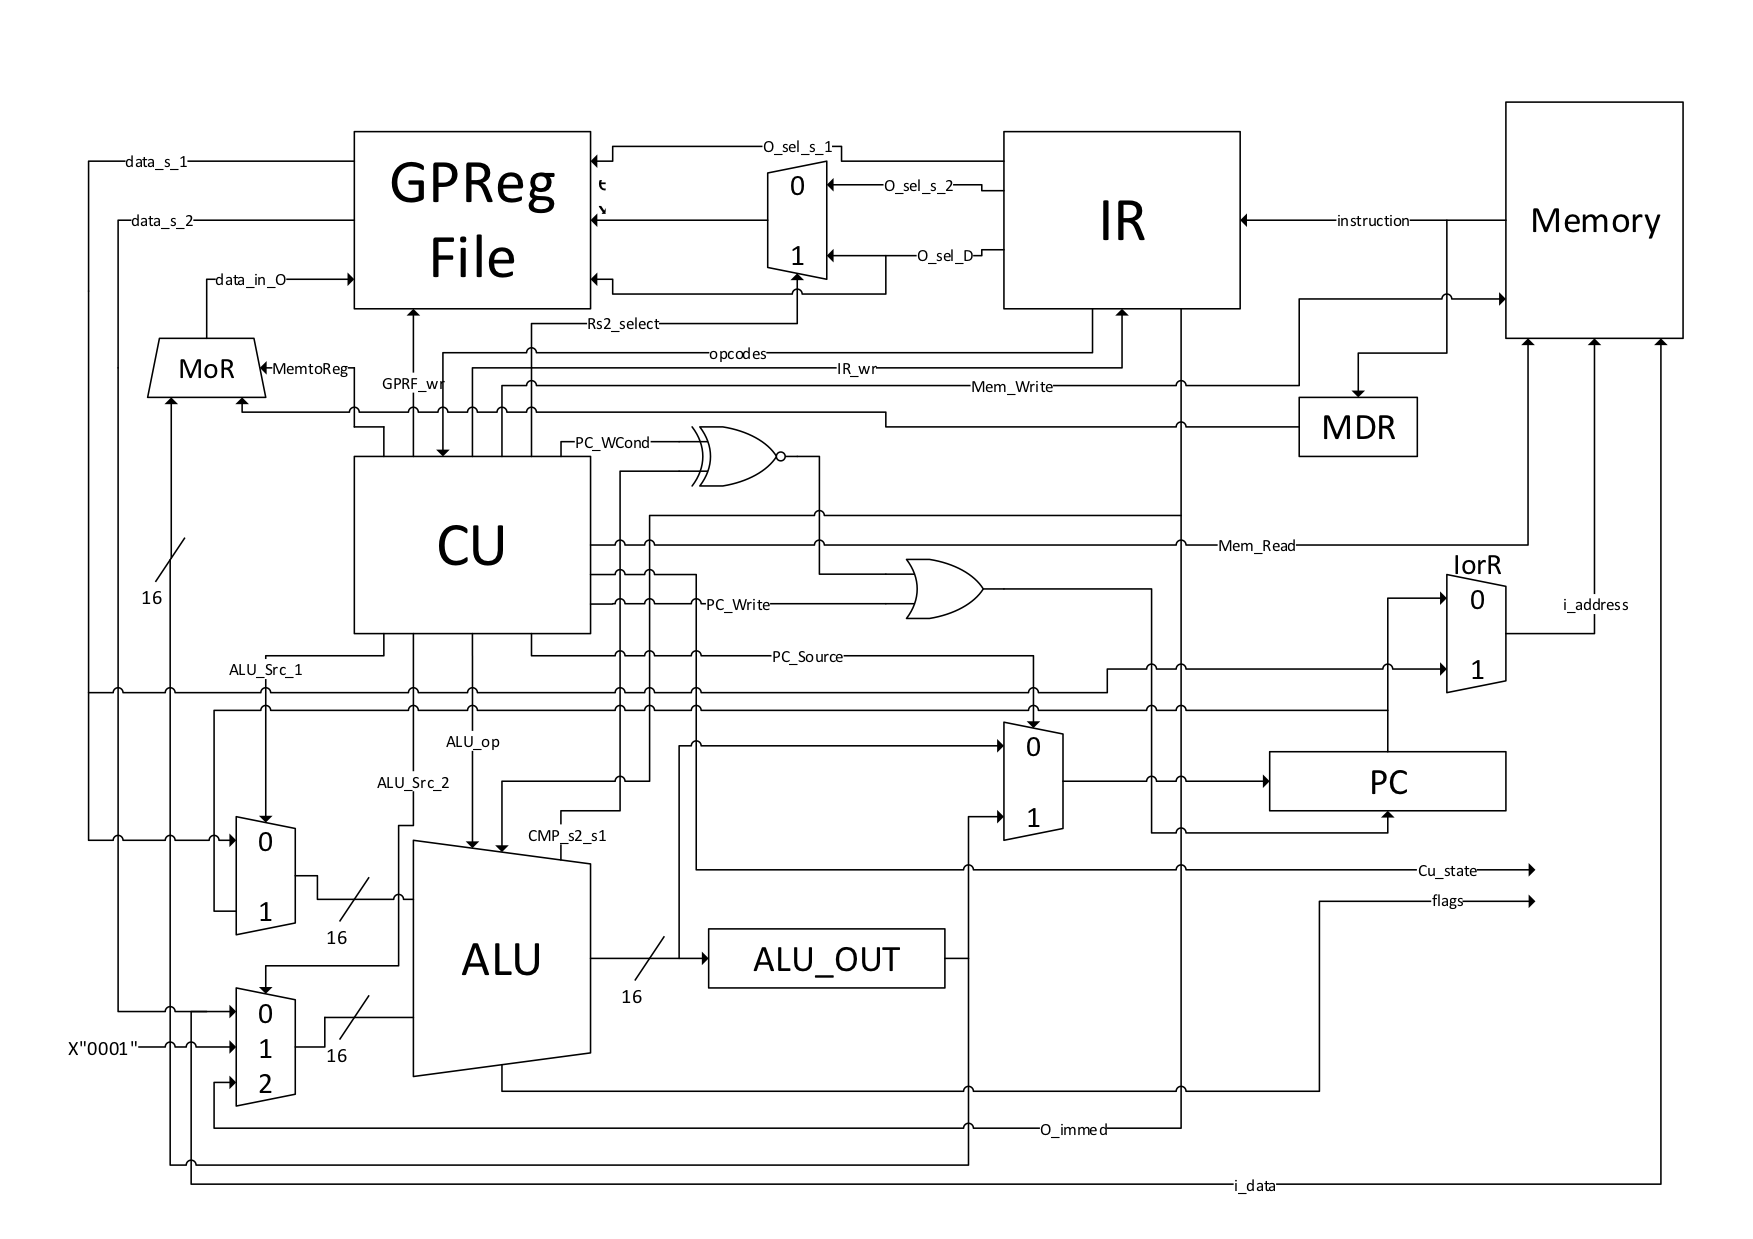 O_sel_s_1
data_s_1
GPReg
File
0
O_sel_s_2
IR
data_s_2
instruction
Memory
1
O_sel_D
data_in_O
Rs2_select
opcodes
MoR
MemtoReg
IR_wr
GPRF_wr
Mem_Write
MDR
PC_WCond
CU
Mem_Read
IorR
16
PC_Write
0
i_address
ALU_Src_1
PC_Source
1
ALU_op
0
ALU_Src_2
PC
1
CMP_s2_s1
0
Cu_state
flags
1
16
ALU
ALU_OUT
16
0
X"0001"
1
16
2
O_immed
i_data